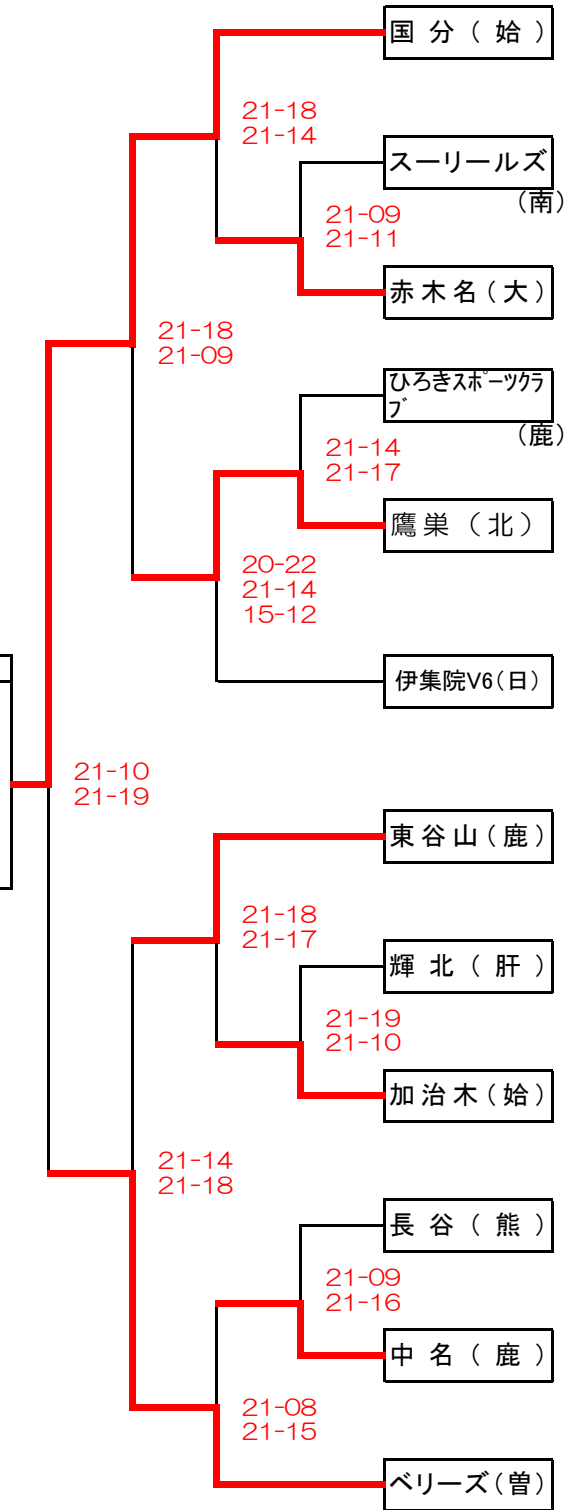 国分(始)
21-18
21-14
スーリールズ
(南)
21-09
21-11
赤木名(大)
21-18
21-09
ひろきスポーツクラ
ブ
(鹿)
21-14
21-17
鷹巣(北)
20-22
21-14
15-12
伊集院V6(日)
21-10
21-19
東谷山(鹿)
21-18
21-17
輝北(肝)
21-19
21-10
加治木(始)
21-14
21-18
長谷(熊)
21-09
21-16
中名(鹿)
21-08
21-15
ベリーズ(曽)